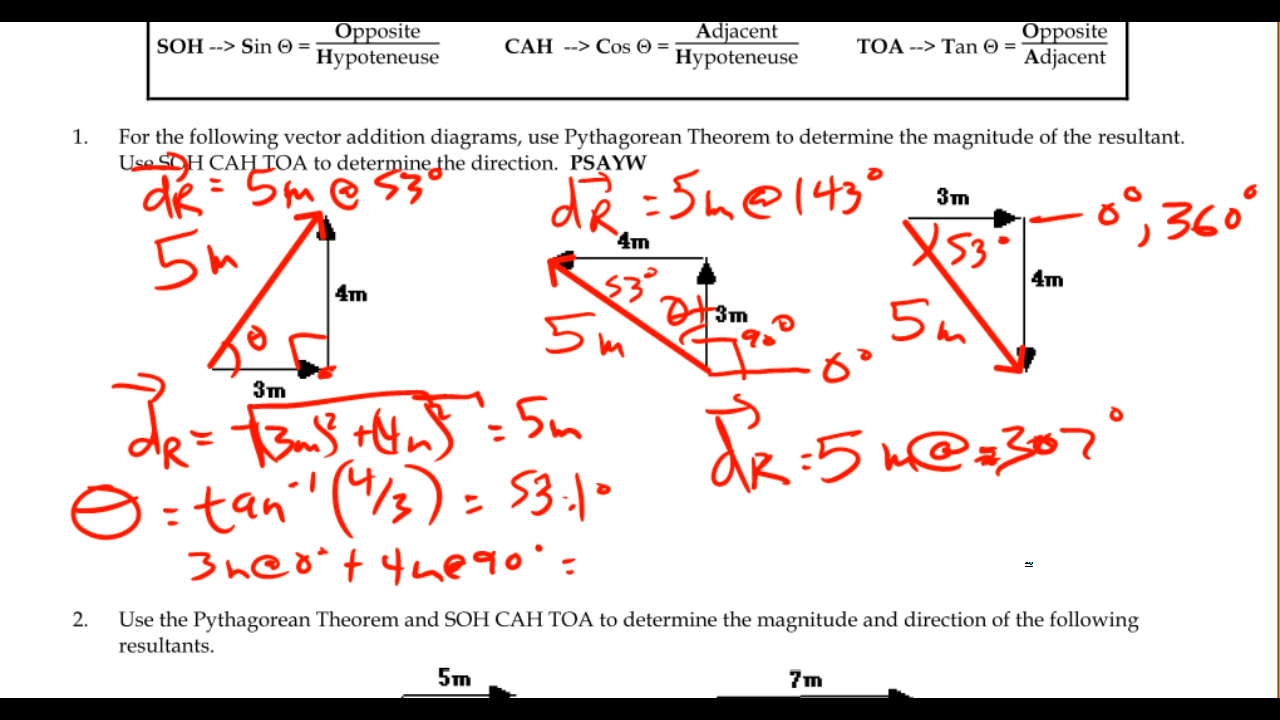 SOH --> Sin Θ = Opposite / Hypoteneuse   CAH --> Cos Θ = Adjacent / Hypoteneuse   TOA --> Tan Θ = Opposite / Adjacent
1. For the following vector addition diagrams, use Pythagorean Theorem to determine the magnitude of the resultant.
Use SOH CAH TOA to determine the direction. PSAYW
dR = 5m @ 53°
dR = 5m @ 143°
3m
0°, 360°
5m
4m
3m
θ
4m
53°
θ
3m
90°
5m
0°
53°
4m
5m
dR = √(3m)² + (4m)² = 5m
dR = 5m @ = 307°
θ = tan⁻¹ (4/3) = 53.1°
3m@0° + 4m@90° =
2. Use the Pythagorean Theorem and SOH CAH TOA to determine the magnitude and direction of the following
resultants.
5m
7m